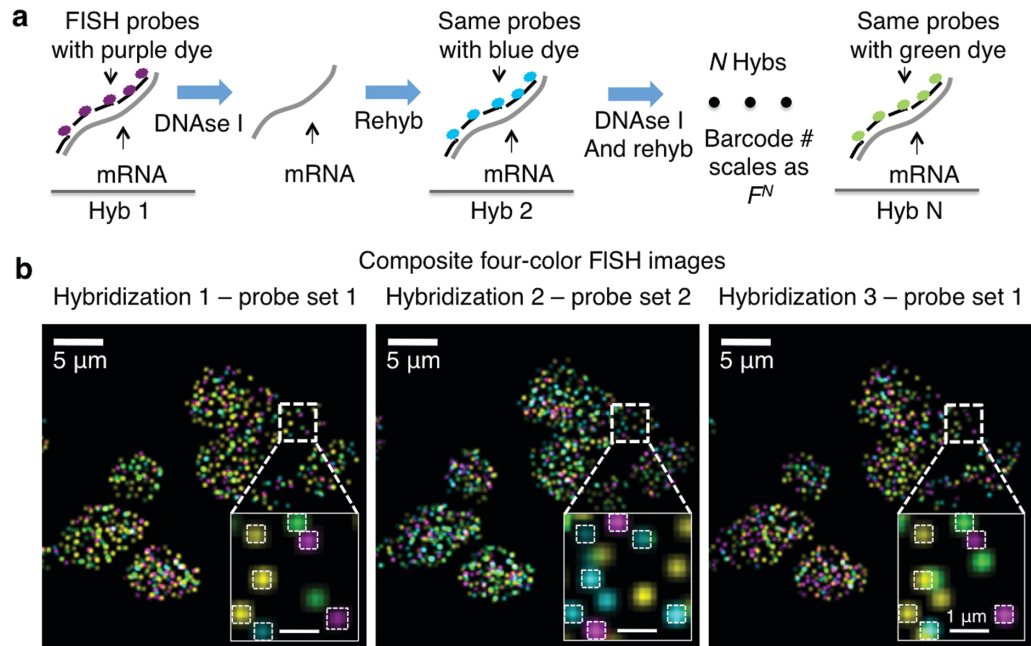 a
FISH probes
with purple dye
DNAse I
mRNA
Hyb 1
mRNA
Rehyb
Same probes
with blue dye
mRNA
Hyb 2
DNAse I
And rehyb
N Hybs
Barcode #
scales as
F^N
Same probes
with green dye
mRNA
Hyb N
b
Composite four-color FISH images
Hybridization 1 – probe set 1
Hybridization 2 – probe set 2
Hybridization 3 – probe set 1
5 µm
5 µm
5 µm
1 µm